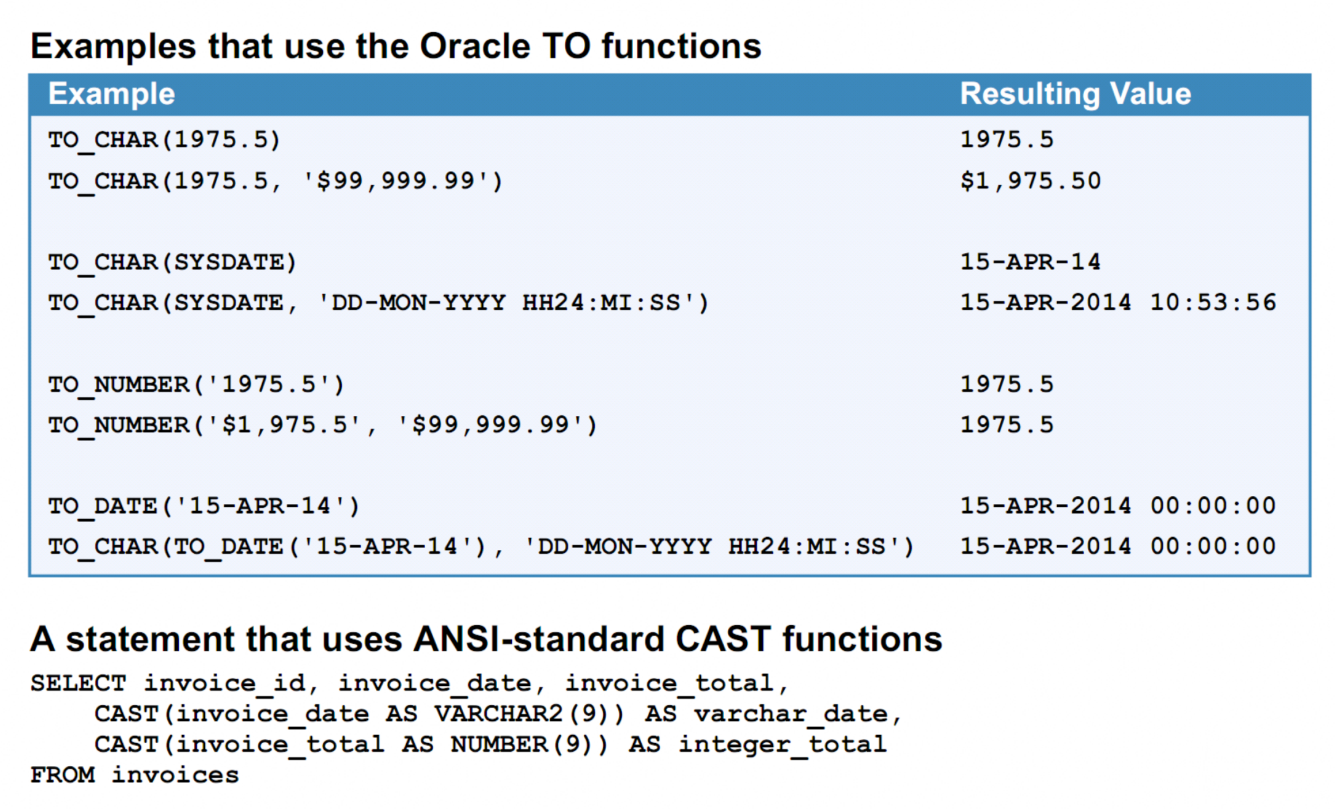 Examples that use the Oracle TO functions
Example Resulting Value
TO_CHAR(1975.5) 1975.5
TO_CHAR(1975.5, '$99,999.99') $1,975.50
TO_CHAR(SYSDATE) 15-APR-14
TO_CHAR(SYSDATE, 'DD-MON-YYYY HH24:MI:SS') 15-APR-2014 10:53:56
TO_NUMBER('1975.5') 1975.5
TO_NUMBER('$1,975.5', '$99,999.99') 1975.5
TO_DATE('15-APR-14') 15-APR-2014 00:00:00
TO_CHAR(TO_DATE('15-APR-14'), 'DD-MON-YYYY HH24:MI:SS') 15-APR-2014 00:00:00
A statement that uses ANSI-standard CAST functions
SELECT invoice_id, invoice_date, invoice_total,
CAST(invoice_date AS VARCHAR2(9)) AS varchar_date,
CAST(invoice_total AS NUMBER(9)) AS integer_total
FROM invoices